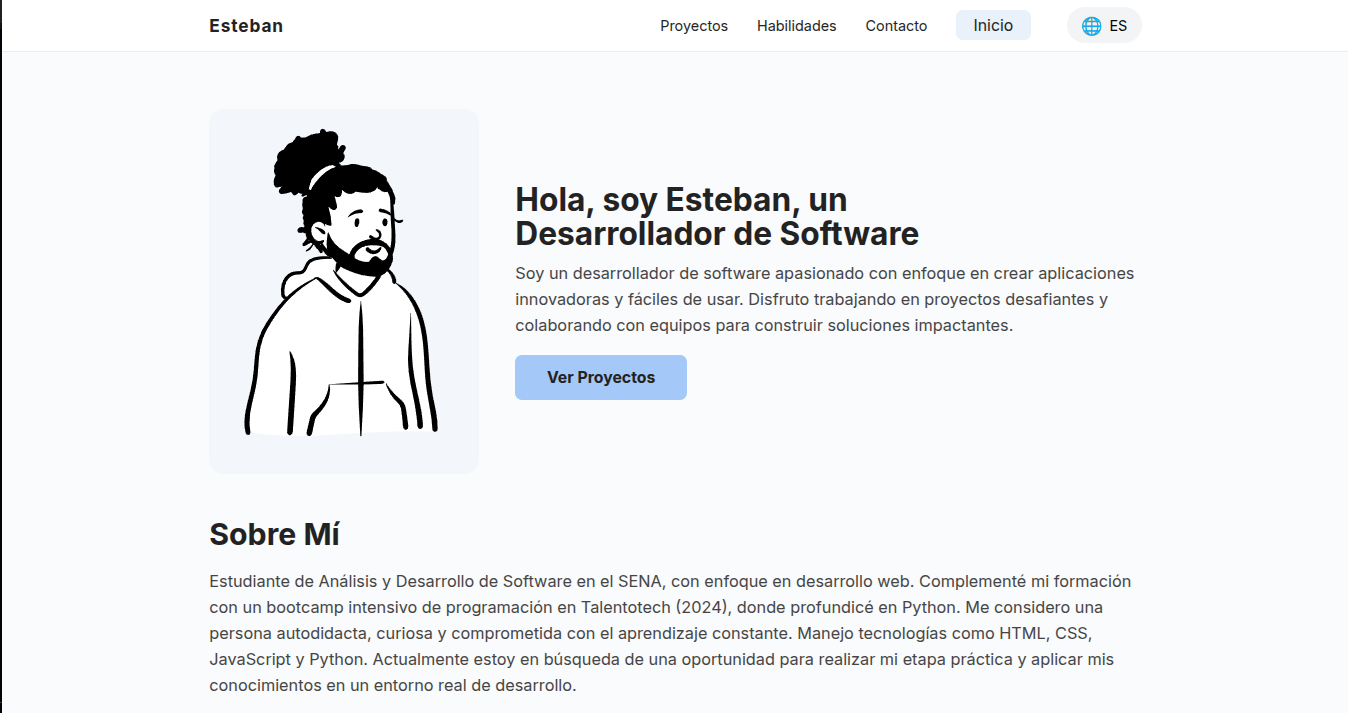 Esteban
Proyectos
Habilidades
Contacto
Inicio
ES
Hola, soy Esteban, un
Desarrollador de Software
Soy un desarrollador de software apasionado con enfoque en crear aplicaciones
innovadoras y fáciles de usar. Disfruto trabajando en proyectos desafiantes y
colaborando con equipos para construir soluciones impactantes.
Ver Proyectos
Sobre Mí
Estudiante de Análisis y Desarrollo de Software en el SENA, con enfoque en desarrollo web. Complementé mi formación
con un bootcamp intensivo de programación en Talentotech (2024), donde profundicé en Python. Me considero una
persona autodidacta, curiosa y comprometida con el aprendizaje constante. Manejo tecnologías como HTML, CSS,
JavaScript y Python. Actualmente estoy en búsqueda de una oportunidad para realizar mi etapa práctica y aplicar mis
conocimientos en un entorno real de desarrollo.